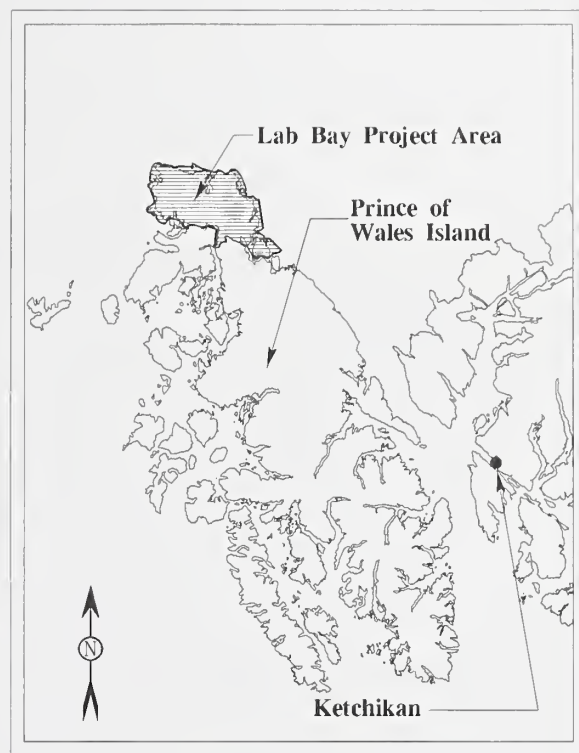 Lab Bay Project Area
Prince of
Wales Island
N
Ketchikan